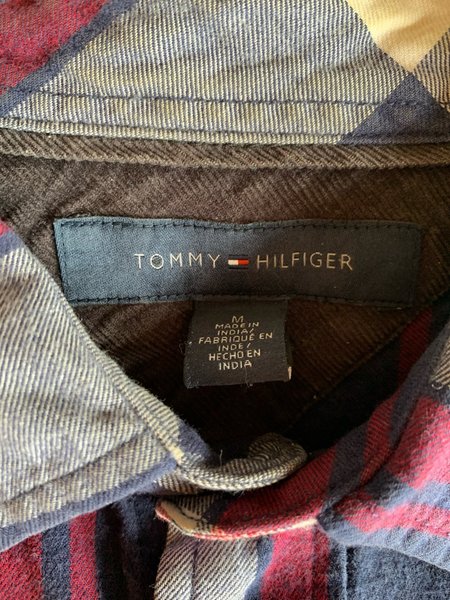 TOMMY HILFIGER
M
MADE IN
INDIA/
FABRIQUÉ EN
INDE/
HECHO EN
INDIA